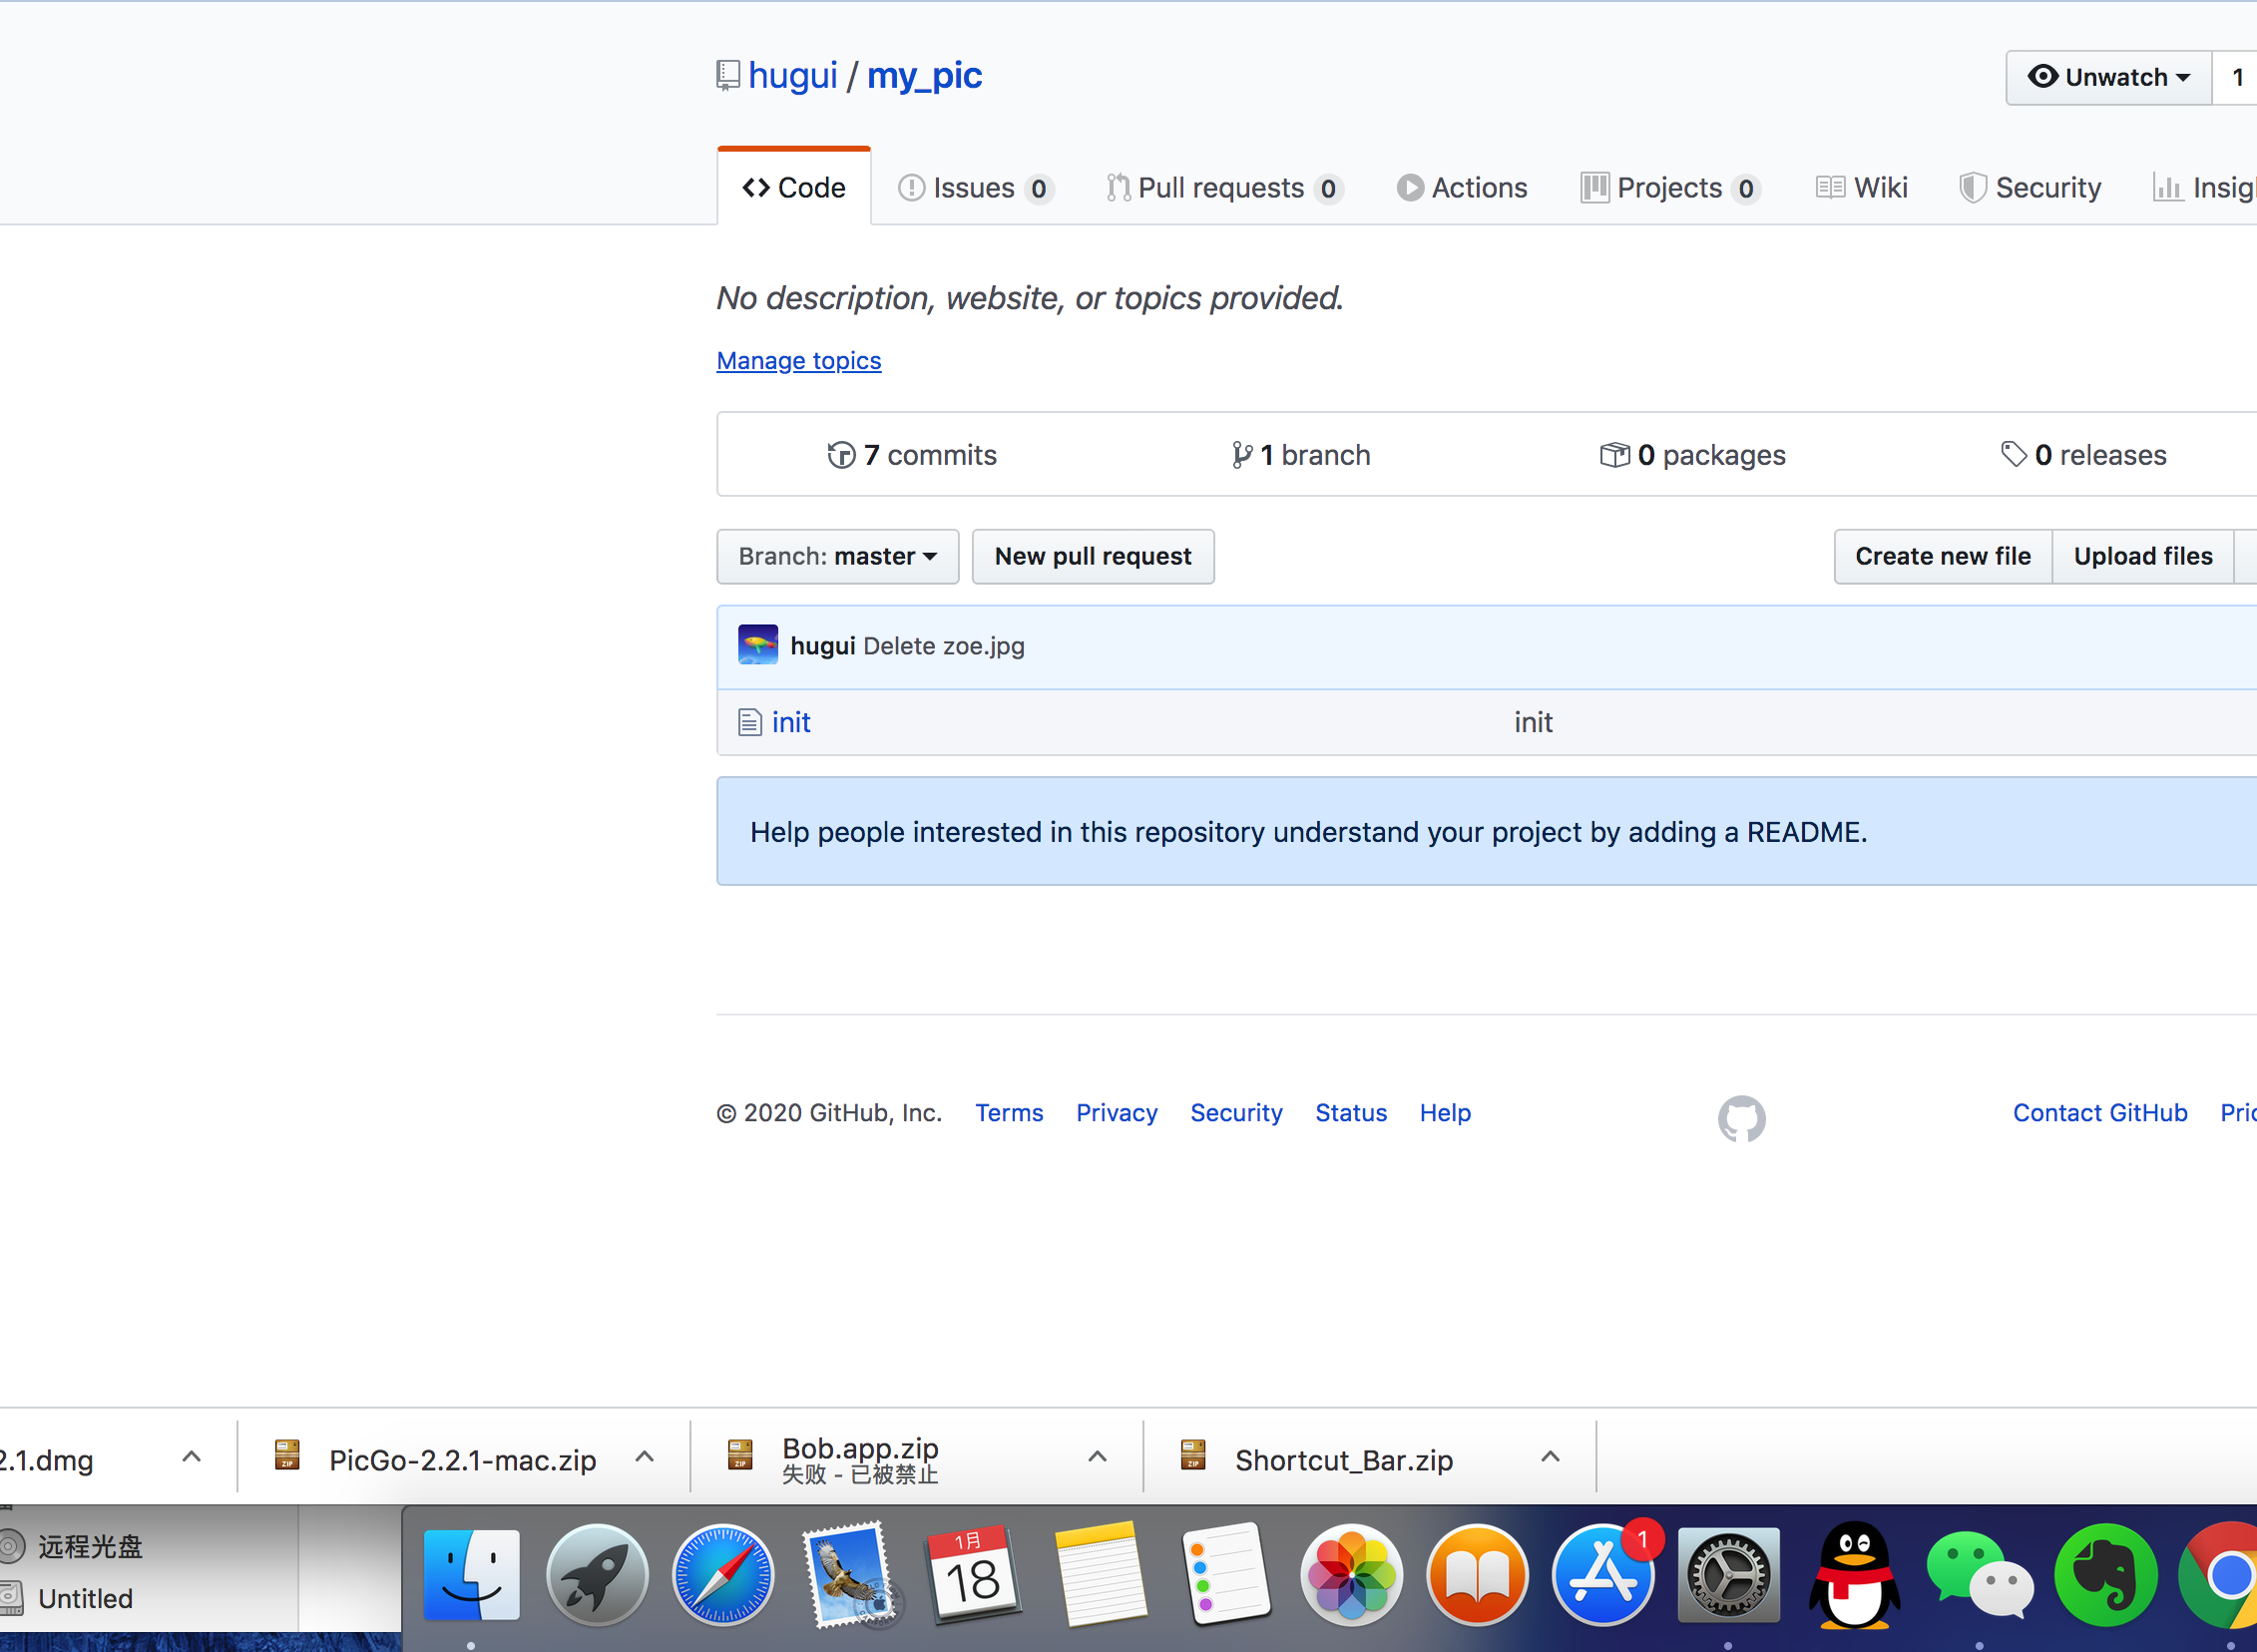 hugui / my_pic
Unwatch 1
Code Issues 0 Pull requests 0 Actions Projects 0 Wiki Security Insigh
No description, website, or topics provided.
Manage topics
7 commits 1 branch 0 packages 0 releases
Branch: master New pull request Create new file Upload files
hugui Delete zoe.jpg
init init
Help people interested in this repository understand your project by adding a README.
© 2020 GitHub, Inc. Terms Privacy Security Status Help Contact GitHub Pric
2.1.dmg PicGo-2.2.1-mac.zip Bob.app.zip Shortcut_Bar.zip
失败 - 已被禁止
远程光盘
Untitled
1月
18
1